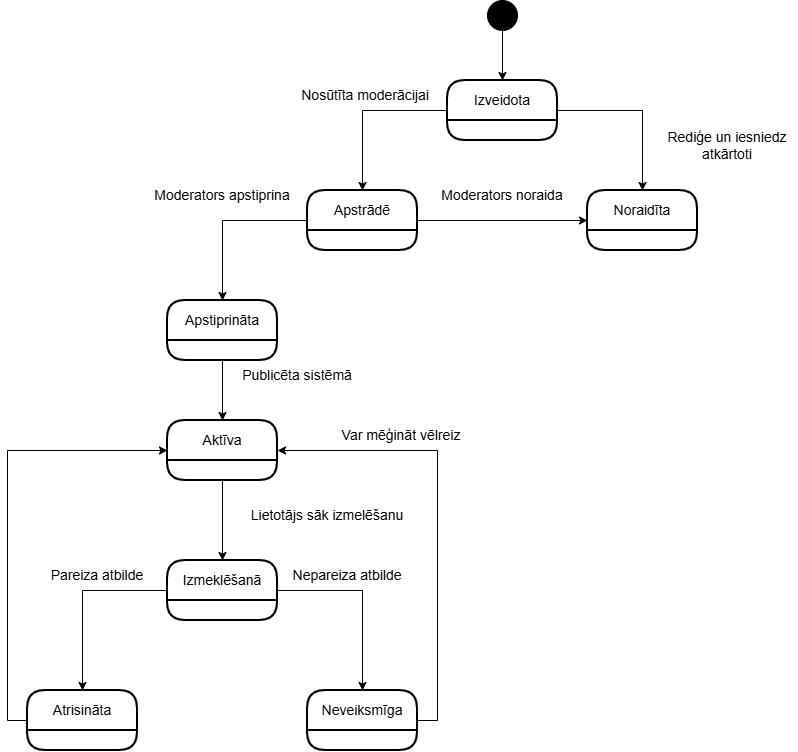 Izveidota
Nosūtīta moderācijai
Rediģe un iesniedz
atkārtoti
Moderators apstiprina
Apstrādē
Moderators noraida
Noraidīta
Apstiprināta
Publicēta sistēmā
Aktīva
Var mēģināt vēlreiz
Lietotājs sāk izmelēšanu
Pareiza atbilde
Izmeklēšanā
Nepareiza atbilde
Atrisināta
Neveiksmīga